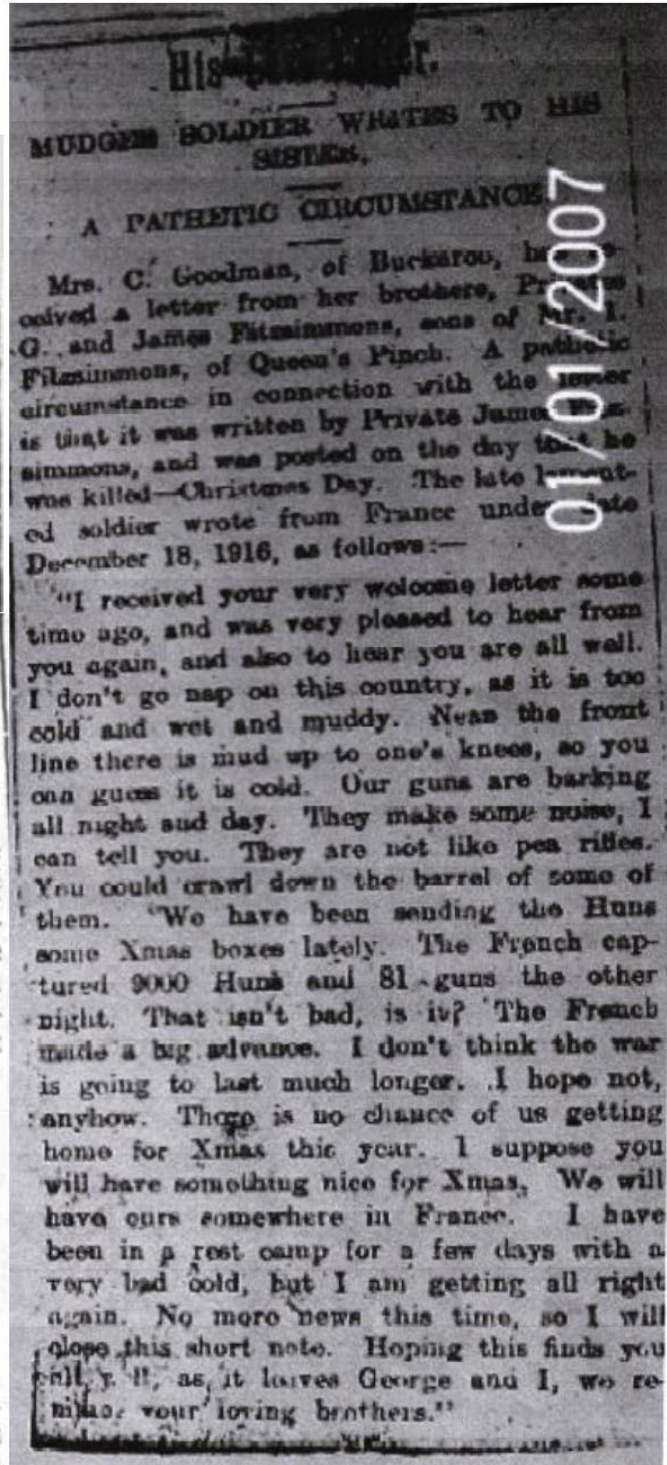 His
MUDGEE SOLDIER WRITES TO HIS
SISTER.
A PATHETIC CIRCUMSTANCE.
Mrs. C. Goodman, of Buckaroo, has re-
ceived a letter from her brothers, Privates
G. and James Fitzsimmons, sons of Mr. I.
Fitzsimmons, of Queen's Pinch. A pathetic
circumstance in connection with the letter
is that it was written by Private James Fitz-
simmons, and was posted on the day that he
was killed—Christmas Day. The late lament-
ed soldier wrote from France under date
December 18, 1916, as follows:—
"I received your very welcome letter some
time ago, and was very pleased to hear from
you again, and also to hear you are all well.
I don't go nap on this country, as it is too
cold and wet and muddy. Near the front
line there is mud up to one's knees, so you
can guess it is cold. Our guns are barking
all night and day. They make some noise, I
can tell you. They are not like pea rifles.
You could crawl down the barrel of some of
them. "We have been sending the Huns
some Xmas boxes lately. The French cap-
tured 9000 Huns and 81 guns the other
night. That isn't bad, is it? The French
made a big advance. I don't think the war
is going to last much longer. I hope not,
anyhow. There is no chance of us getting
home for Xmas this year. I suppose you
will have something nice for Xmas. We will
have ours somewhere in France. I have
been in a rest camp for a few days with a
very bad cold, but I am getting all right
again. No more news this time, so I will
close this short note. Hoping this finds you
all well, as it leaves George and I, we re-
main your loving brothers."
01/01/2007